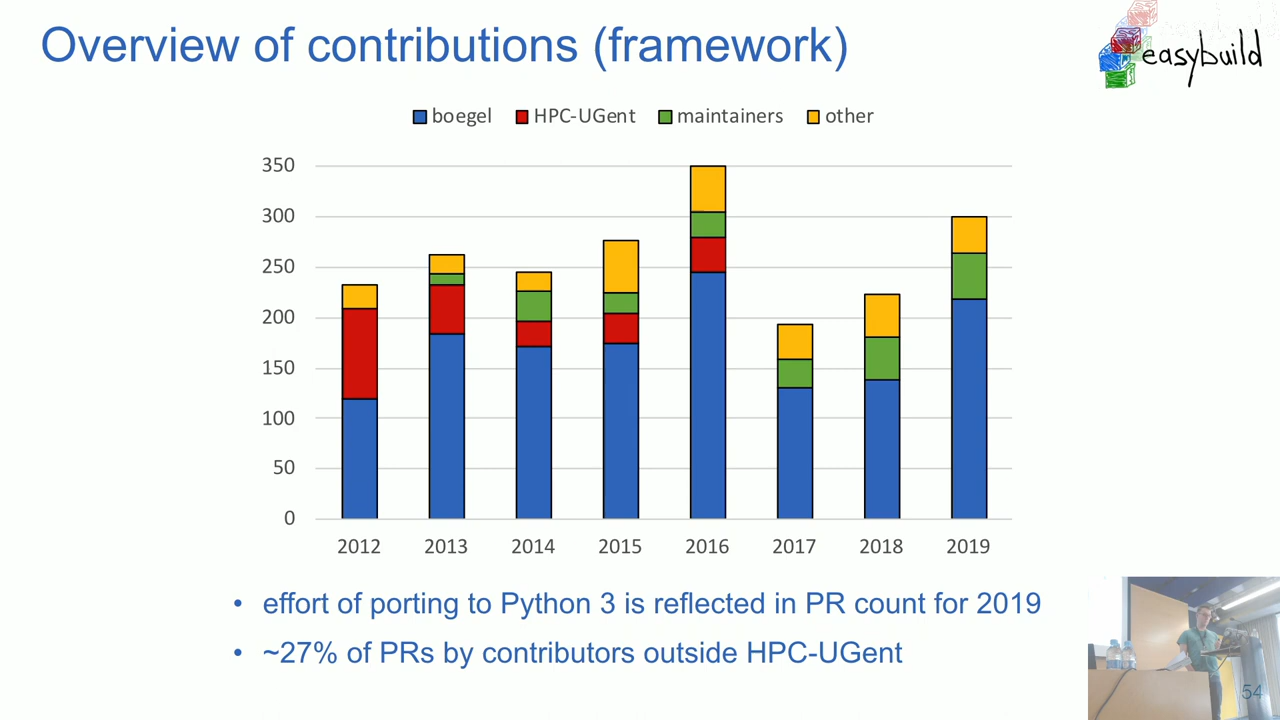 Overview of contributions (framework)
easybuild
boegel HPC-UGent maintainers other
350
300
250
200
150
100
50
0
2012 2013 2014 2015 2016 2017 2018 2019
• effort of porting to Python 3 is reflected in PR count for 2019
• ~27% of PRs by contributors outside HPC-UGent
54